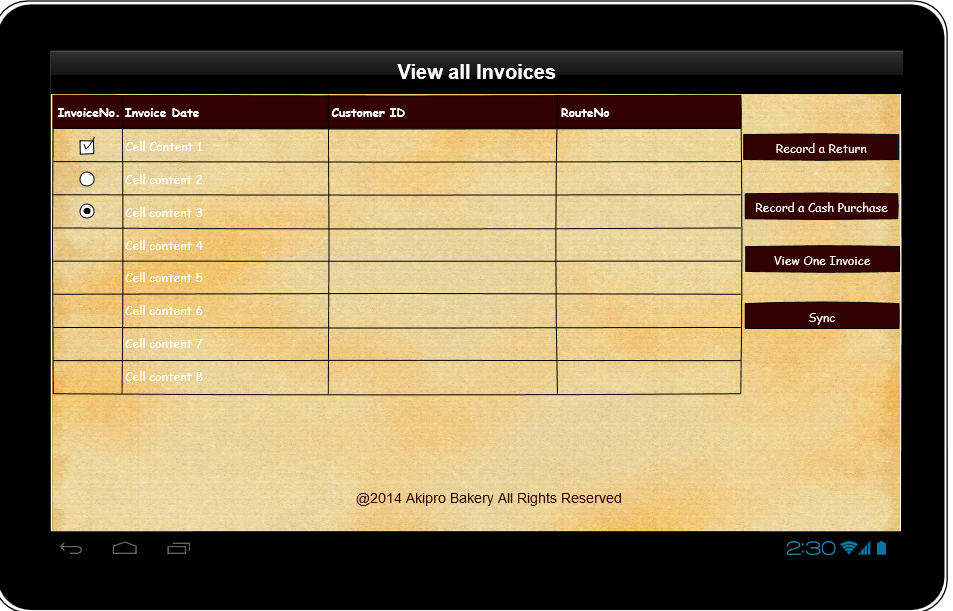 View all Invoices
InvoiceNo. Invoice Date Customer ID RouteNo
Cell Content 1
Cell content 2
Cell content 3
Cell content 4
Cell content 5
Cell content 6
Cell content 7
Cell content 8
Record a Return
Record a Cash Purchase
View One Invoice
Sync
@2014 Akipro Bakery All Rights Reserved
2:30